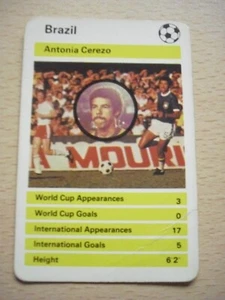 Brazil
Antonia Cerezo
AMOURI
World Cup Appearances 3
World Cup Goals 0
International Appearances 17
International Goals 5
Height 6'2"